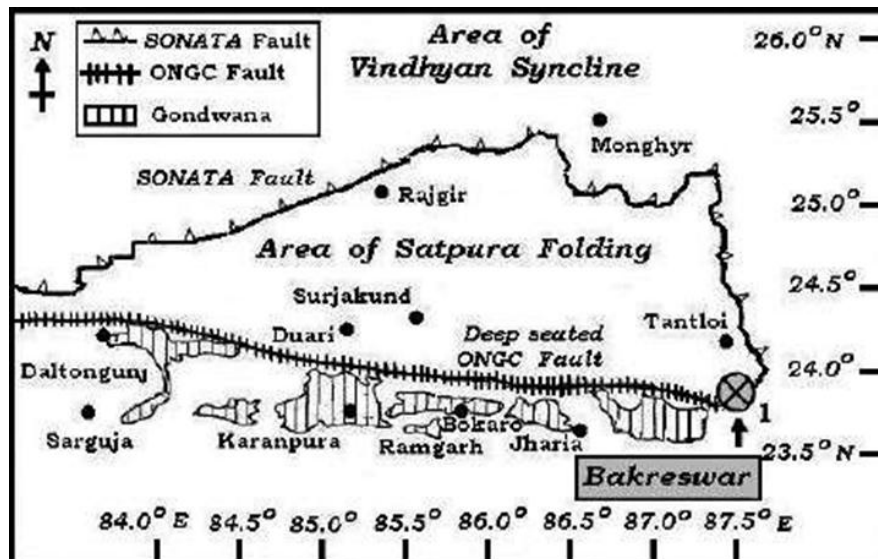 N
SONATA Fault
ONGC Fault
Gondwana
Area of
Vindhyan Syncline
26.0° N
25.5°
Monghyr
SONATA Fault
Rajgir
25.0°
Area of Satpura Folding
24.5°
Surjakund
Tantloi
Duari
Deep seated
ONGC Fault
Daltongunj
24.0°
1
Sarguja
Karanpura
Bokaro
Ramgarh
Jharia
23.5° N
Bakreswar
84.0° E
84.5°
85.0°
85.5°
86.0°
86.5°
87.0°
87.5°
E